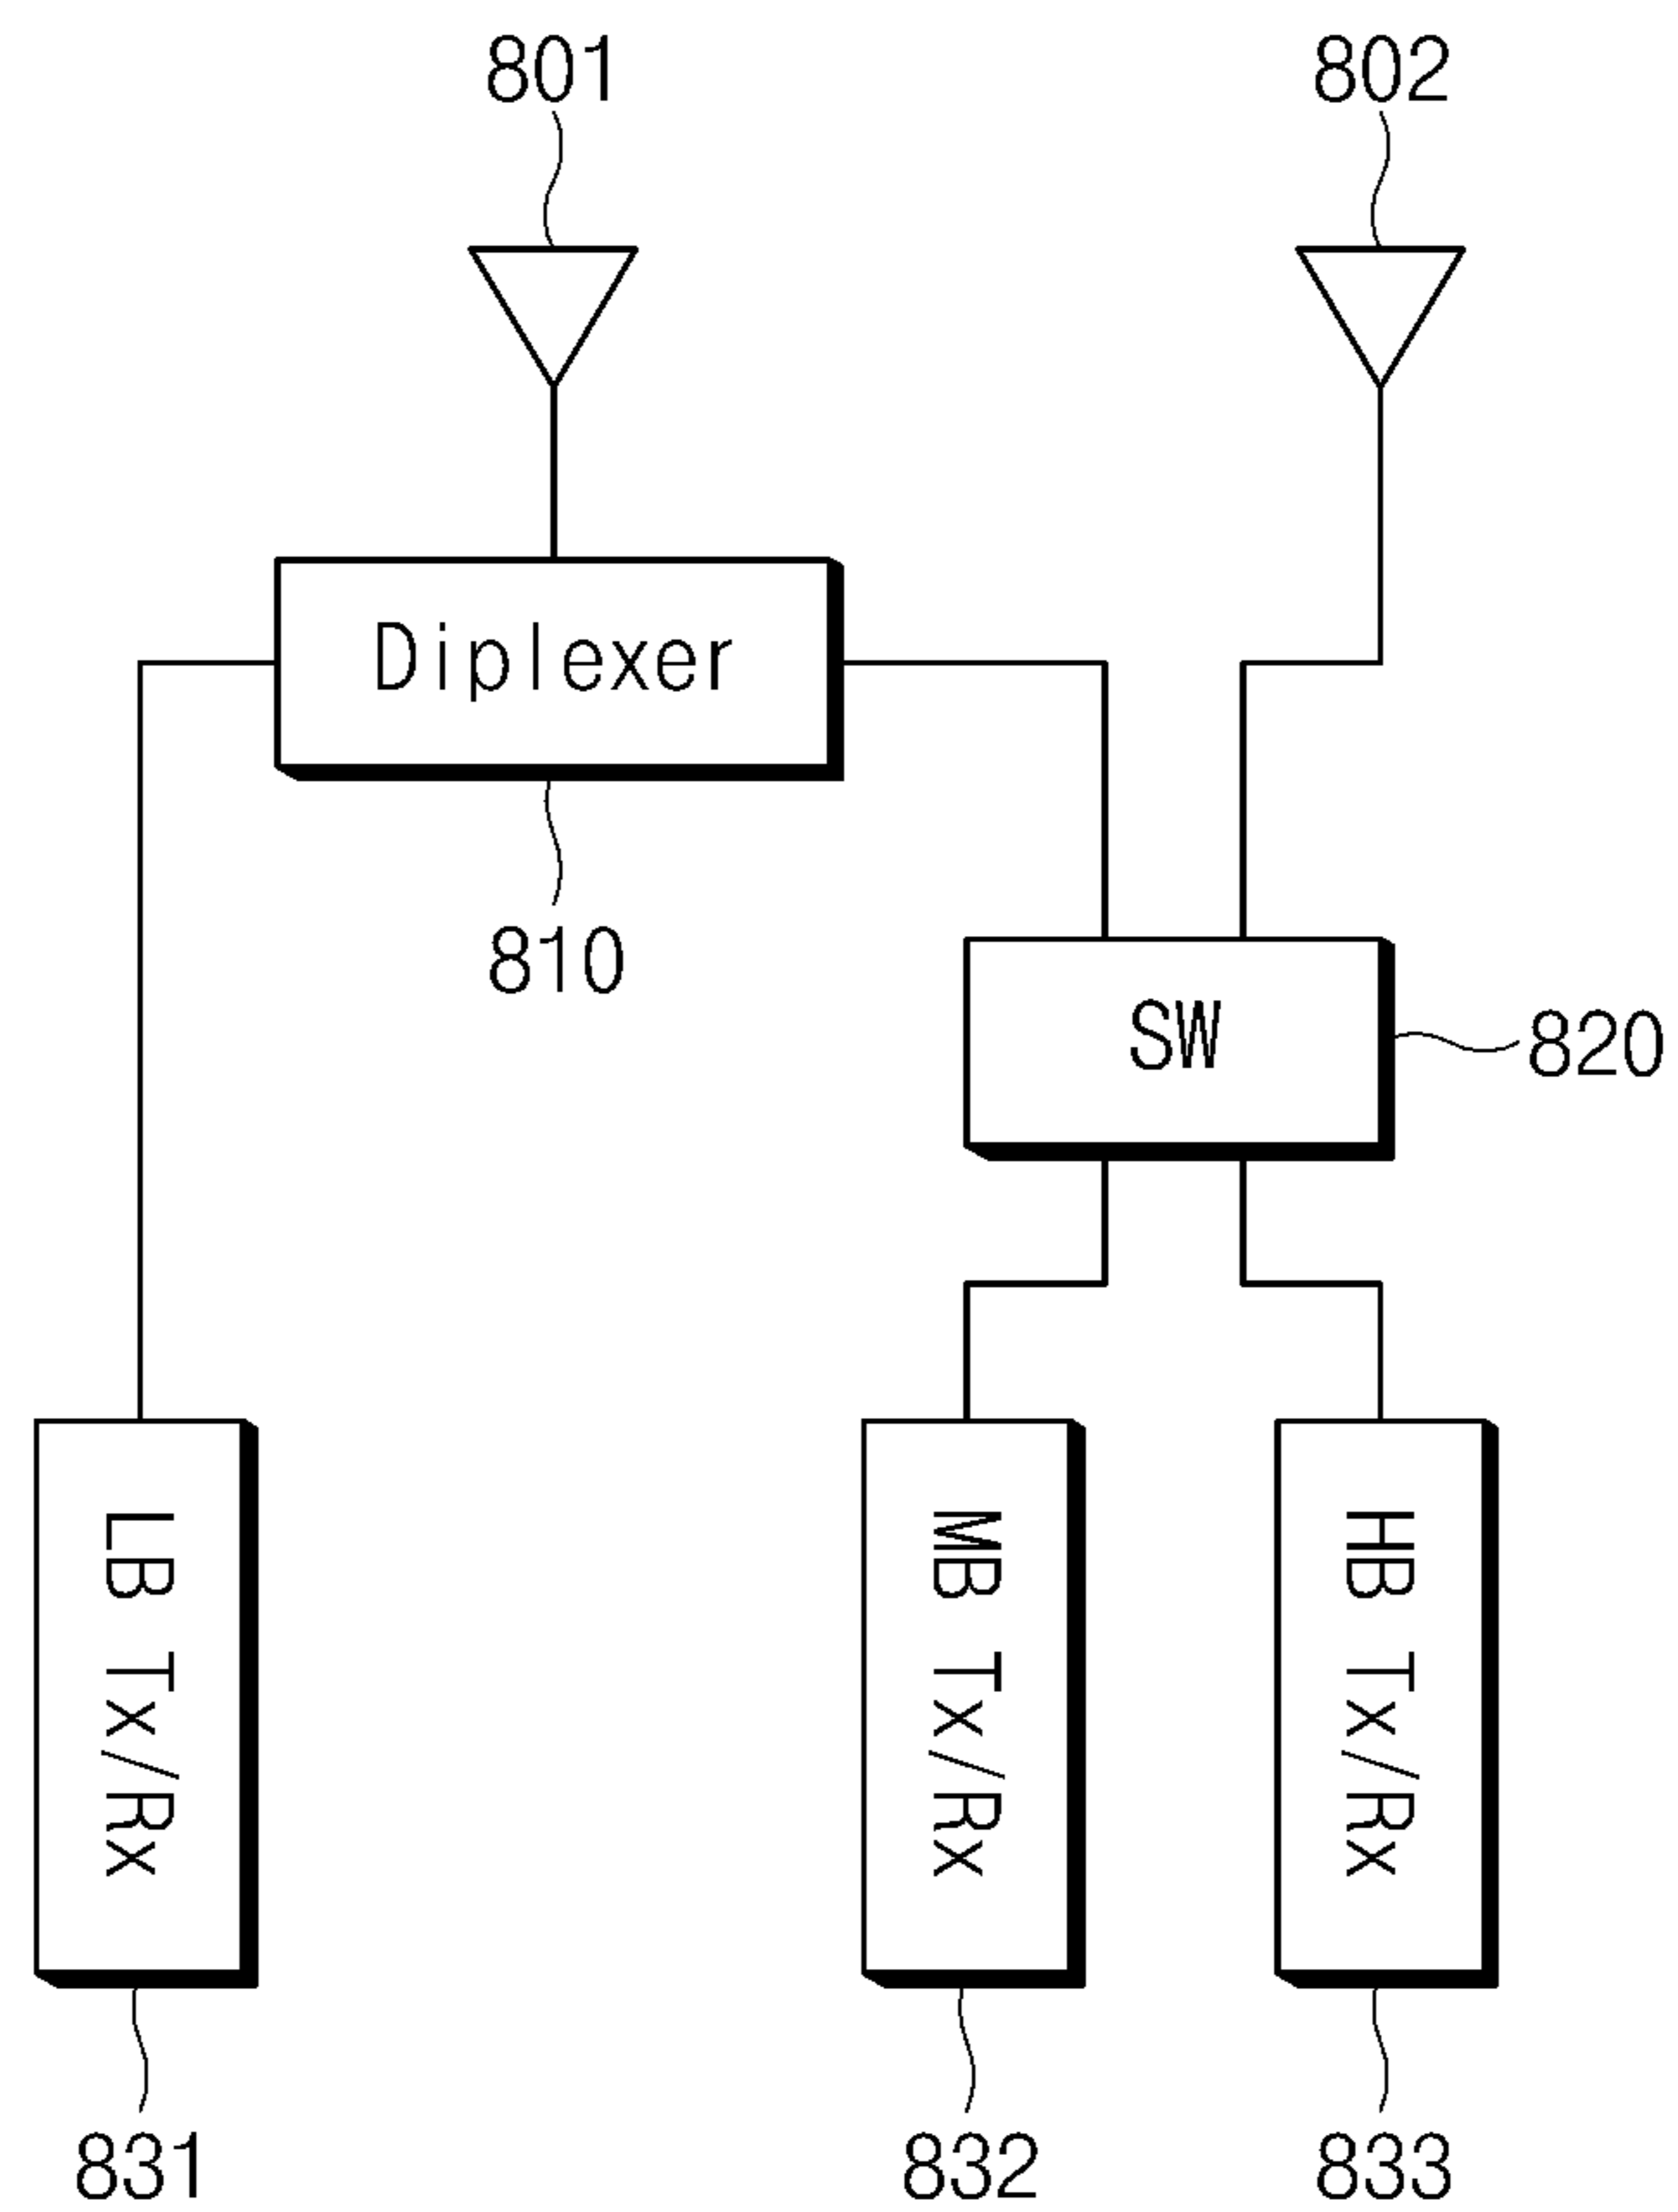 801
802
Diplexer
810
SW
820
LB Tx/Rx
MB Tx/Rx
HB Tx/Rx
831
832
833